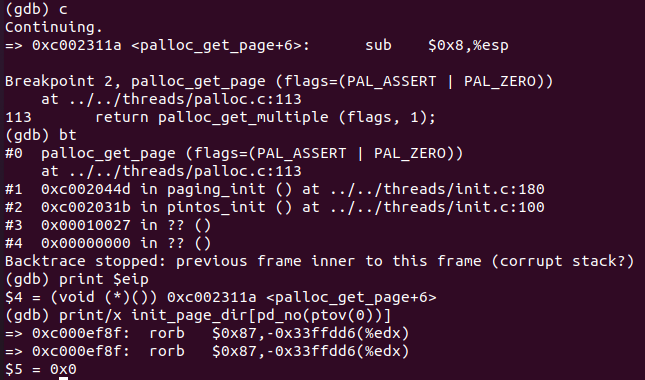 (gdb) c
Continuing.
=> 0xc002311a <palloc_get_page+6>:      sub    $0x8,%esp

Breakpoint 2, palloc_get_page (flags=(PAL_ASSERT | PAL_ZERO))
    at ../../threads/palloc.c:113
113       return palloc_get_multiple (flags, 1);
(gdb) bt
#0  palloc_get_page (flags=(PAL_ASSERT | PAL_ZERO))
    at ../../threads/palloc.c:113
#1  0xc002044d in paging_init () at ../../threads/init.c:180
#2  0xc002031b in pintos_init () at ../../threads/init.c:100
#3  0x00010027 in ?? ()
#4  0x00000000 in ?? ()
Backtrace stopped: previous frame inner to this frame (corrupt stack?)
(gdb) print $eip
$4 = (void (*)()) 0xc002311a <palloc_get_page+6>
(gdb) print/x init_page_dir[pd_no(ptov(0))]
=> 0xc000ef8f:  rorb   $0x87,-0x33ffdd6(%edx)
=> 0xc000ef8f:  rorb   $0x87,-0x33ffdd6(%edx)
$5 = 0x0